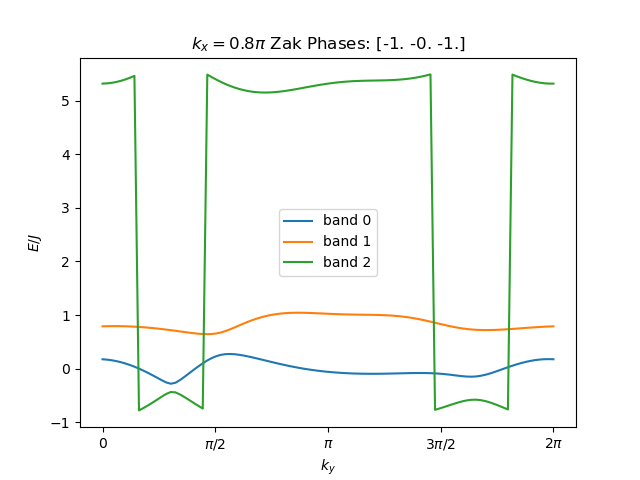 $k_x = 0.8\pi$ Zak Phases: [-1. -0. -1.]
E/J
5
4
3
2
1
0
−1
band 0
band 1
band 2
0
π/2
π
3π/2
2π
$k_y$